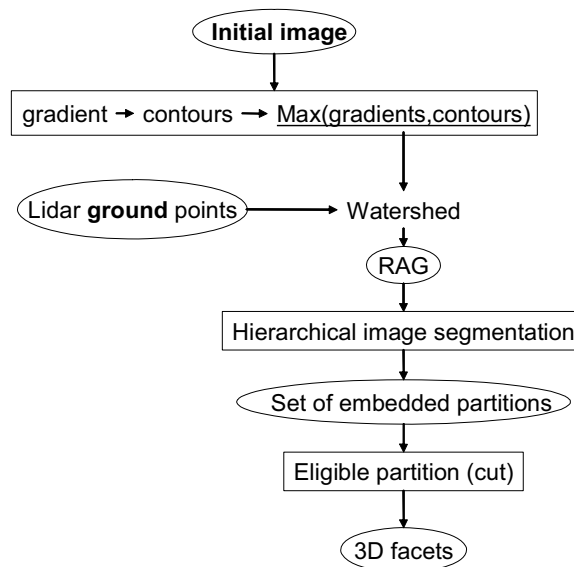 Initial image
gradient → contours → Max(gradients,contours)
Lidar ground points
Watershed
RAG
Hierarchical image segmentation
Set of embedded partitions
Eligible partition (cut)
3D facets